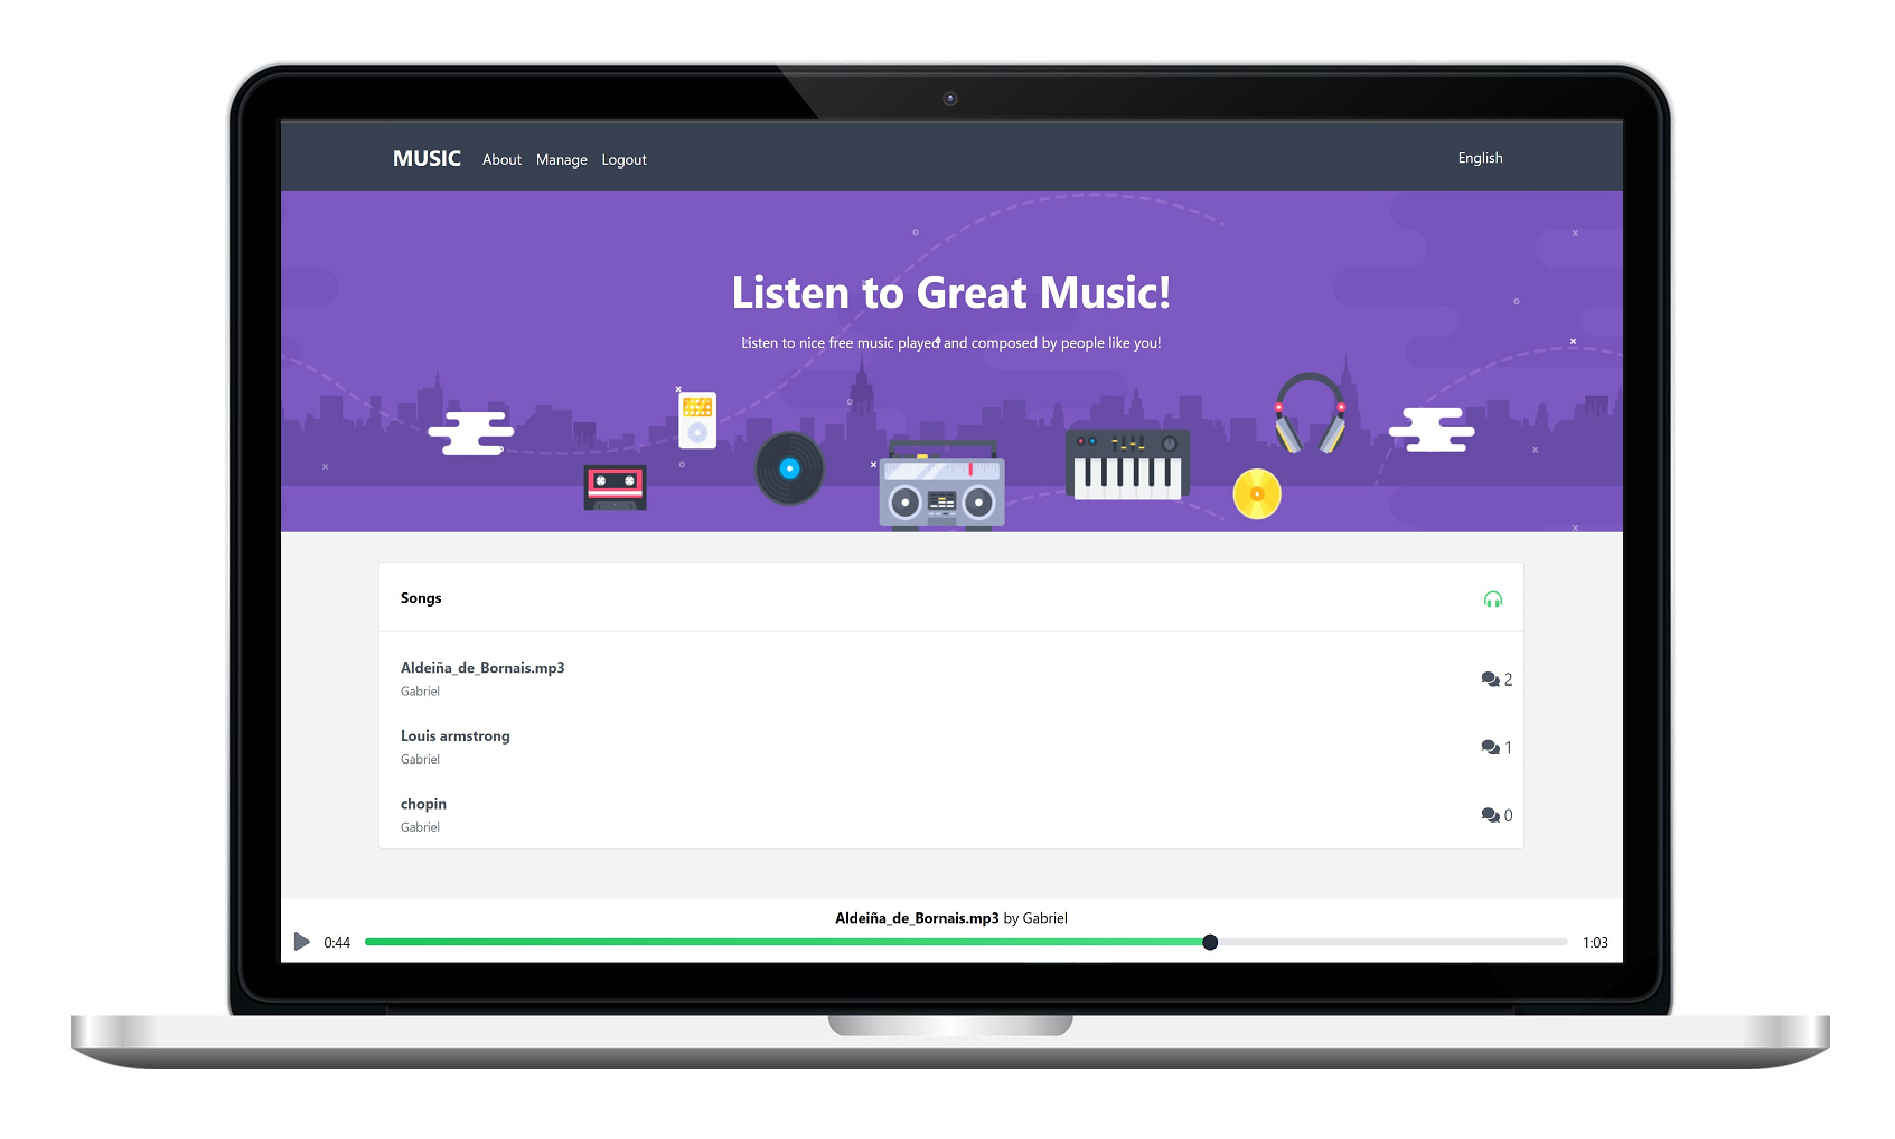 MUSIC About Manage Logout English
Listen to Great Music!
Listen to nice free music played and composed by people like you!
Songs
Aldeiña_de_Bornais.mp3
Gabriel
2
Louis armstrong
Gabriel
1
chopin
Gabriel
0
Aldeiña_de_Bornais.mp3 by Gabriel
0:44 1:03